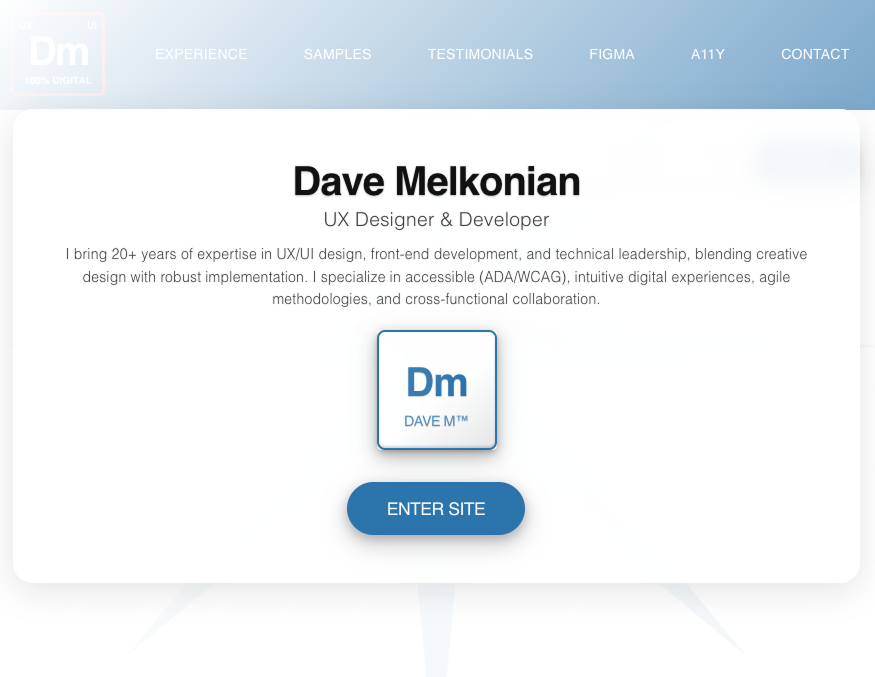 UX UI
Dm
100% DIGITAL
EXPERIENCE SAMPLES TESTIMONIALS FIGMA A11Y CONTACT
Dave Melkonian
UX Designer & Developer
I bring 20+ years of expertise in UX/UI design, front-end development, and technical leadership, blending creative
design with robust implementation. I specialize in accessible (ADA/WCAG), intuitive digital experiences, agile
methodologies, and cross-functional collaboration.
Dm
DAVE M™
ENTER SITE